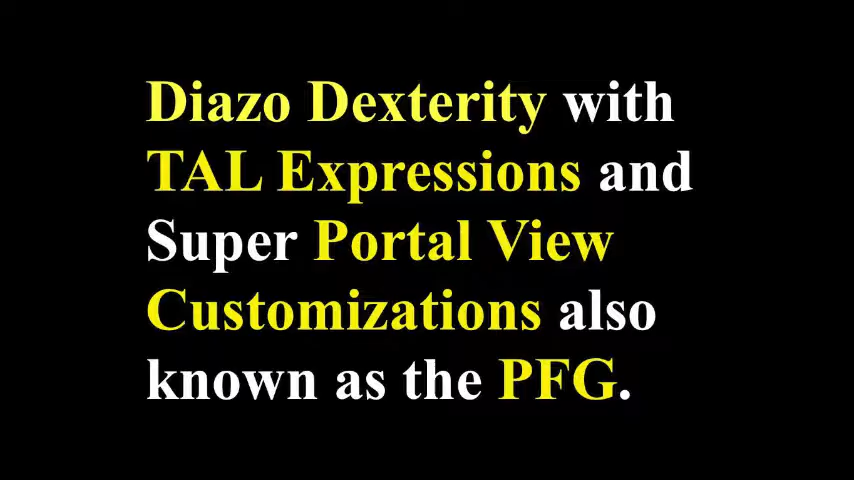 Diazo Dexterity with
TAL Expressions and
Super Portal View
Customizations also
known as the PFG.